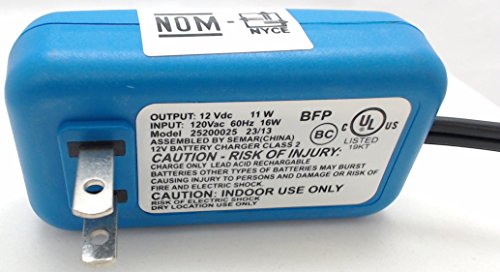 NOM-
NYCE
OUTPUT: 12 Vdc 11 W
INPUT: 120Vac 60Hz 16W
Model 25200025 23/13
ASSEMBLED BY SEMAR(CHINA)
12V BATTERY CHARGER CLASS 2
BFP
BC
UL
LISTED
19KT
CAUTION - RISK OF INJURY.
CHARGE ONLY LEAD ACID RECHARGABLE
BATTERIES OTHER TYPES OF BATTERIES MAY BURST
CAUSING INJURY TO PERSONS AND DAMAGE OR RISK OF
FIRE AND ELECTRIC SHOCK.
CAUTION: INDOOR USE ONLY
RISK OF ELECTRIC SHOCK
DRY LOCATION USE ONLY